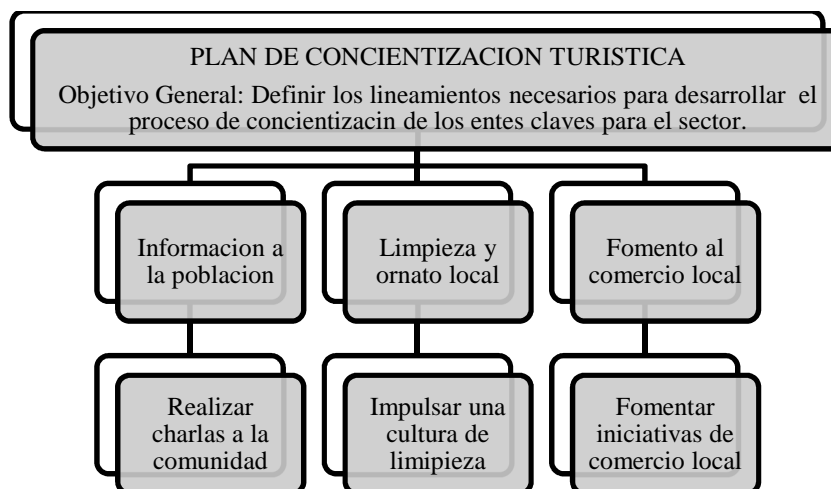 PLAN DE CONCIENTIZACION TURISTICA
Objetivo General: Definir los lineamientos necesarios para desarrollar el
proceso de concientizacin de los entes claves para el sector.
Informacion a
la poblacion
Limpieza y
ornato local
Fomento al
comercio local
Realizar
charlas a la
comunidad
Impulsar una
cultura de
limipieza
Fomentar
iniciativas de
comercio local